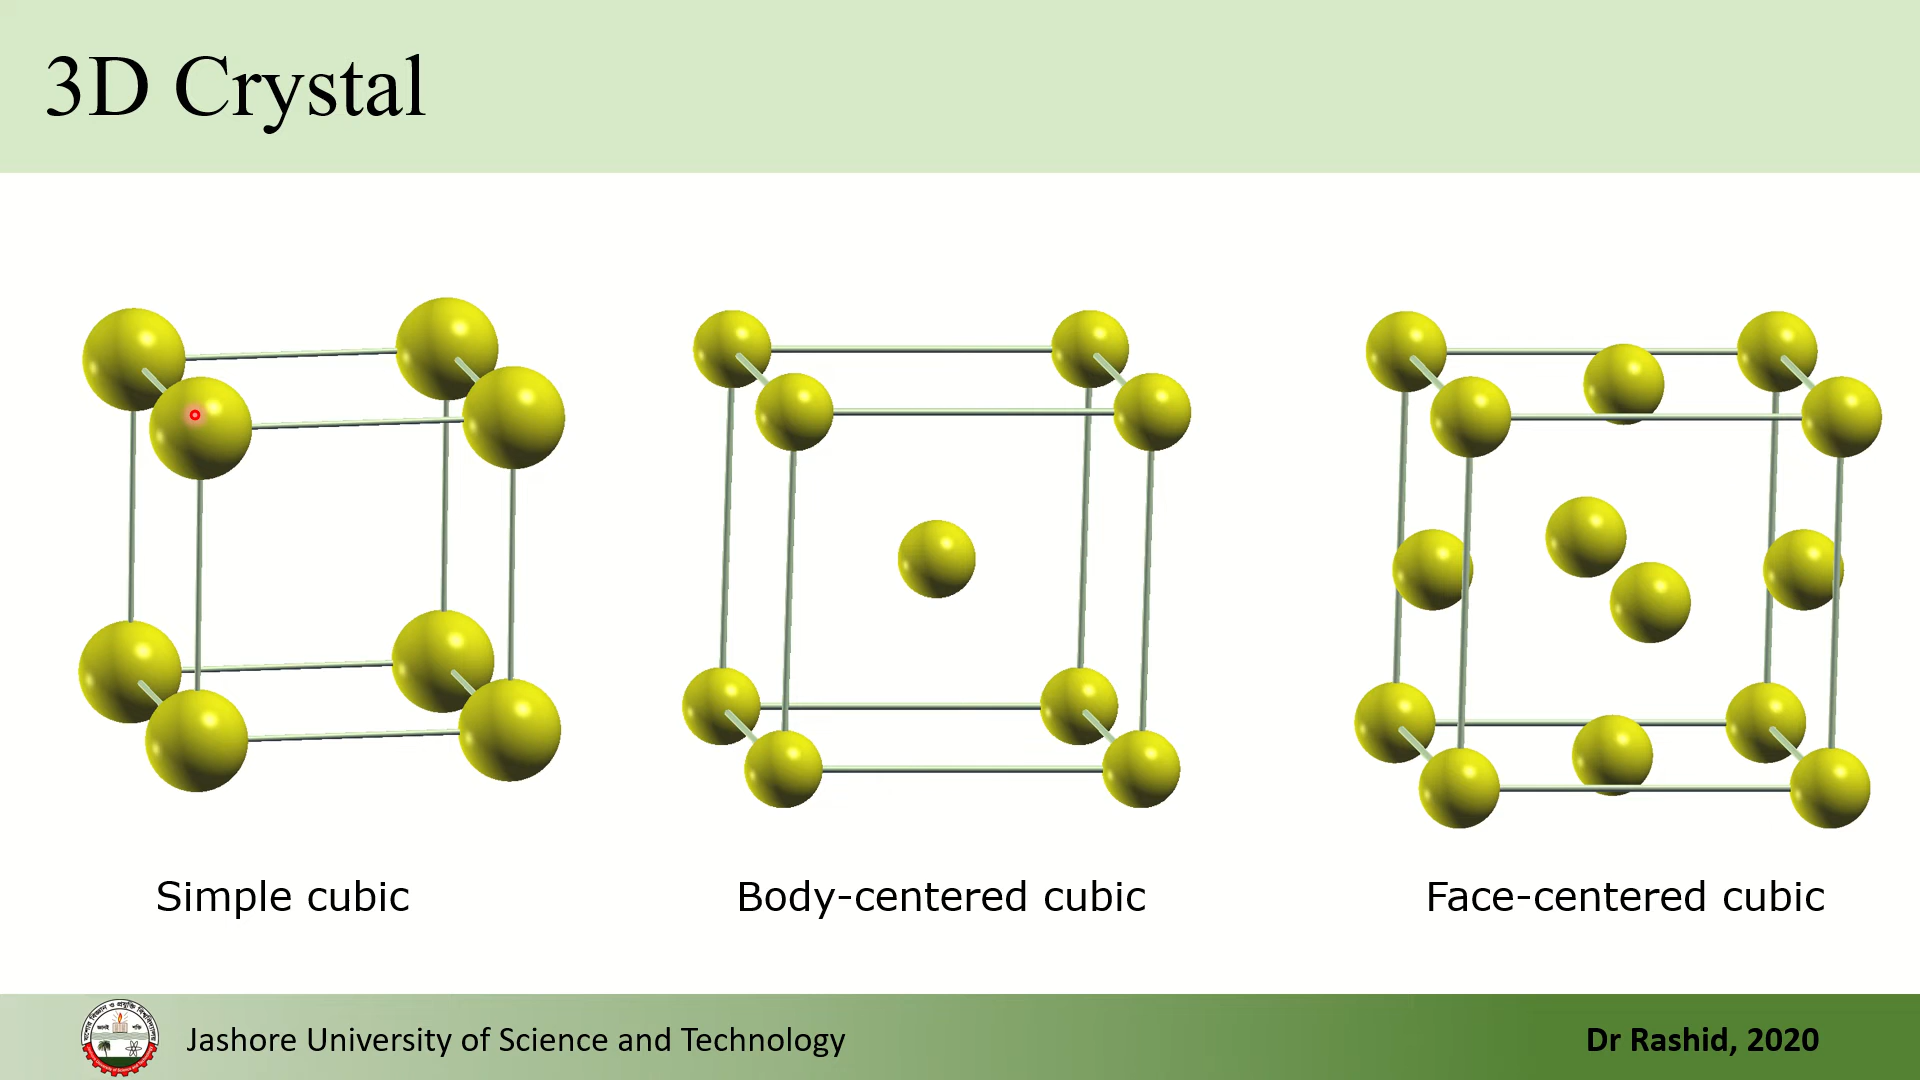 3D Crystal
Simple cubic
Body-centered cubic
Face-centered cubic
Jashore University of Science and Technology
Dr Rashid, 2020